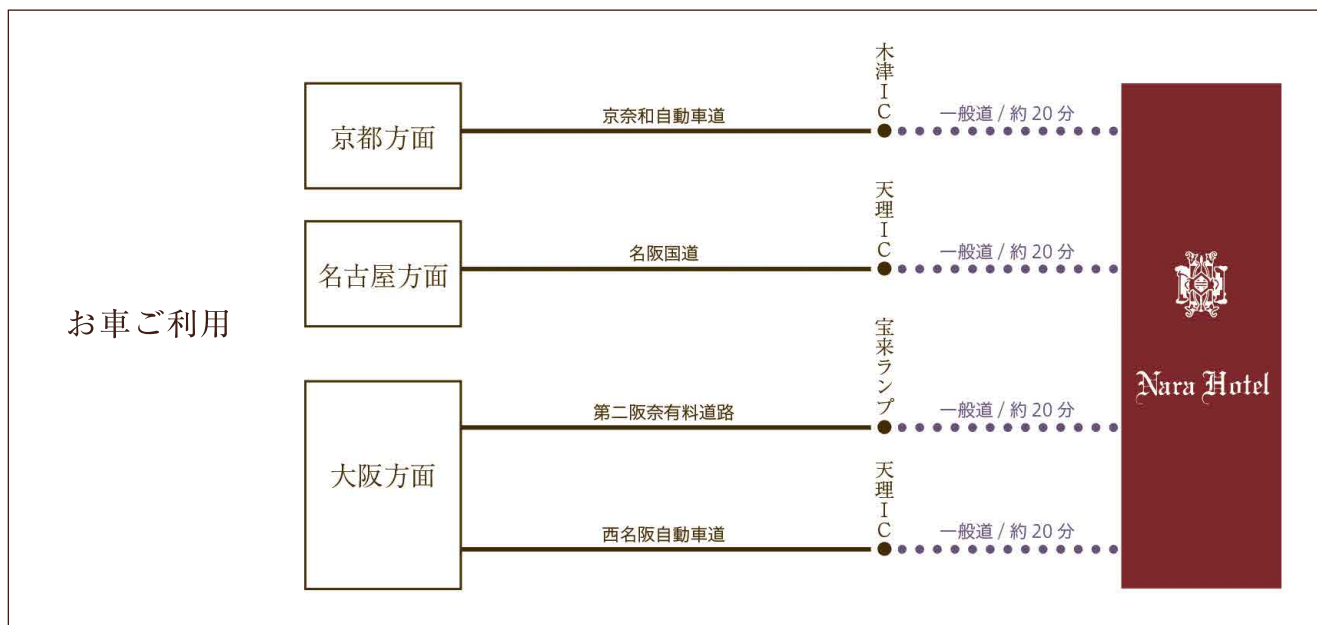 お車ご利用
京都方面
京奈和自動車道
木津IC
一般道 / 約 20 分
名古屋方面
名阪国道
天理IC
一般道 / 約 20 分
大阪方面
第二阪奈有料道路
宝来ランプ
一般道 / 約 20 分
西名阪自動車道
天理IC
一般道 / 約 20 分
Nara Hotel